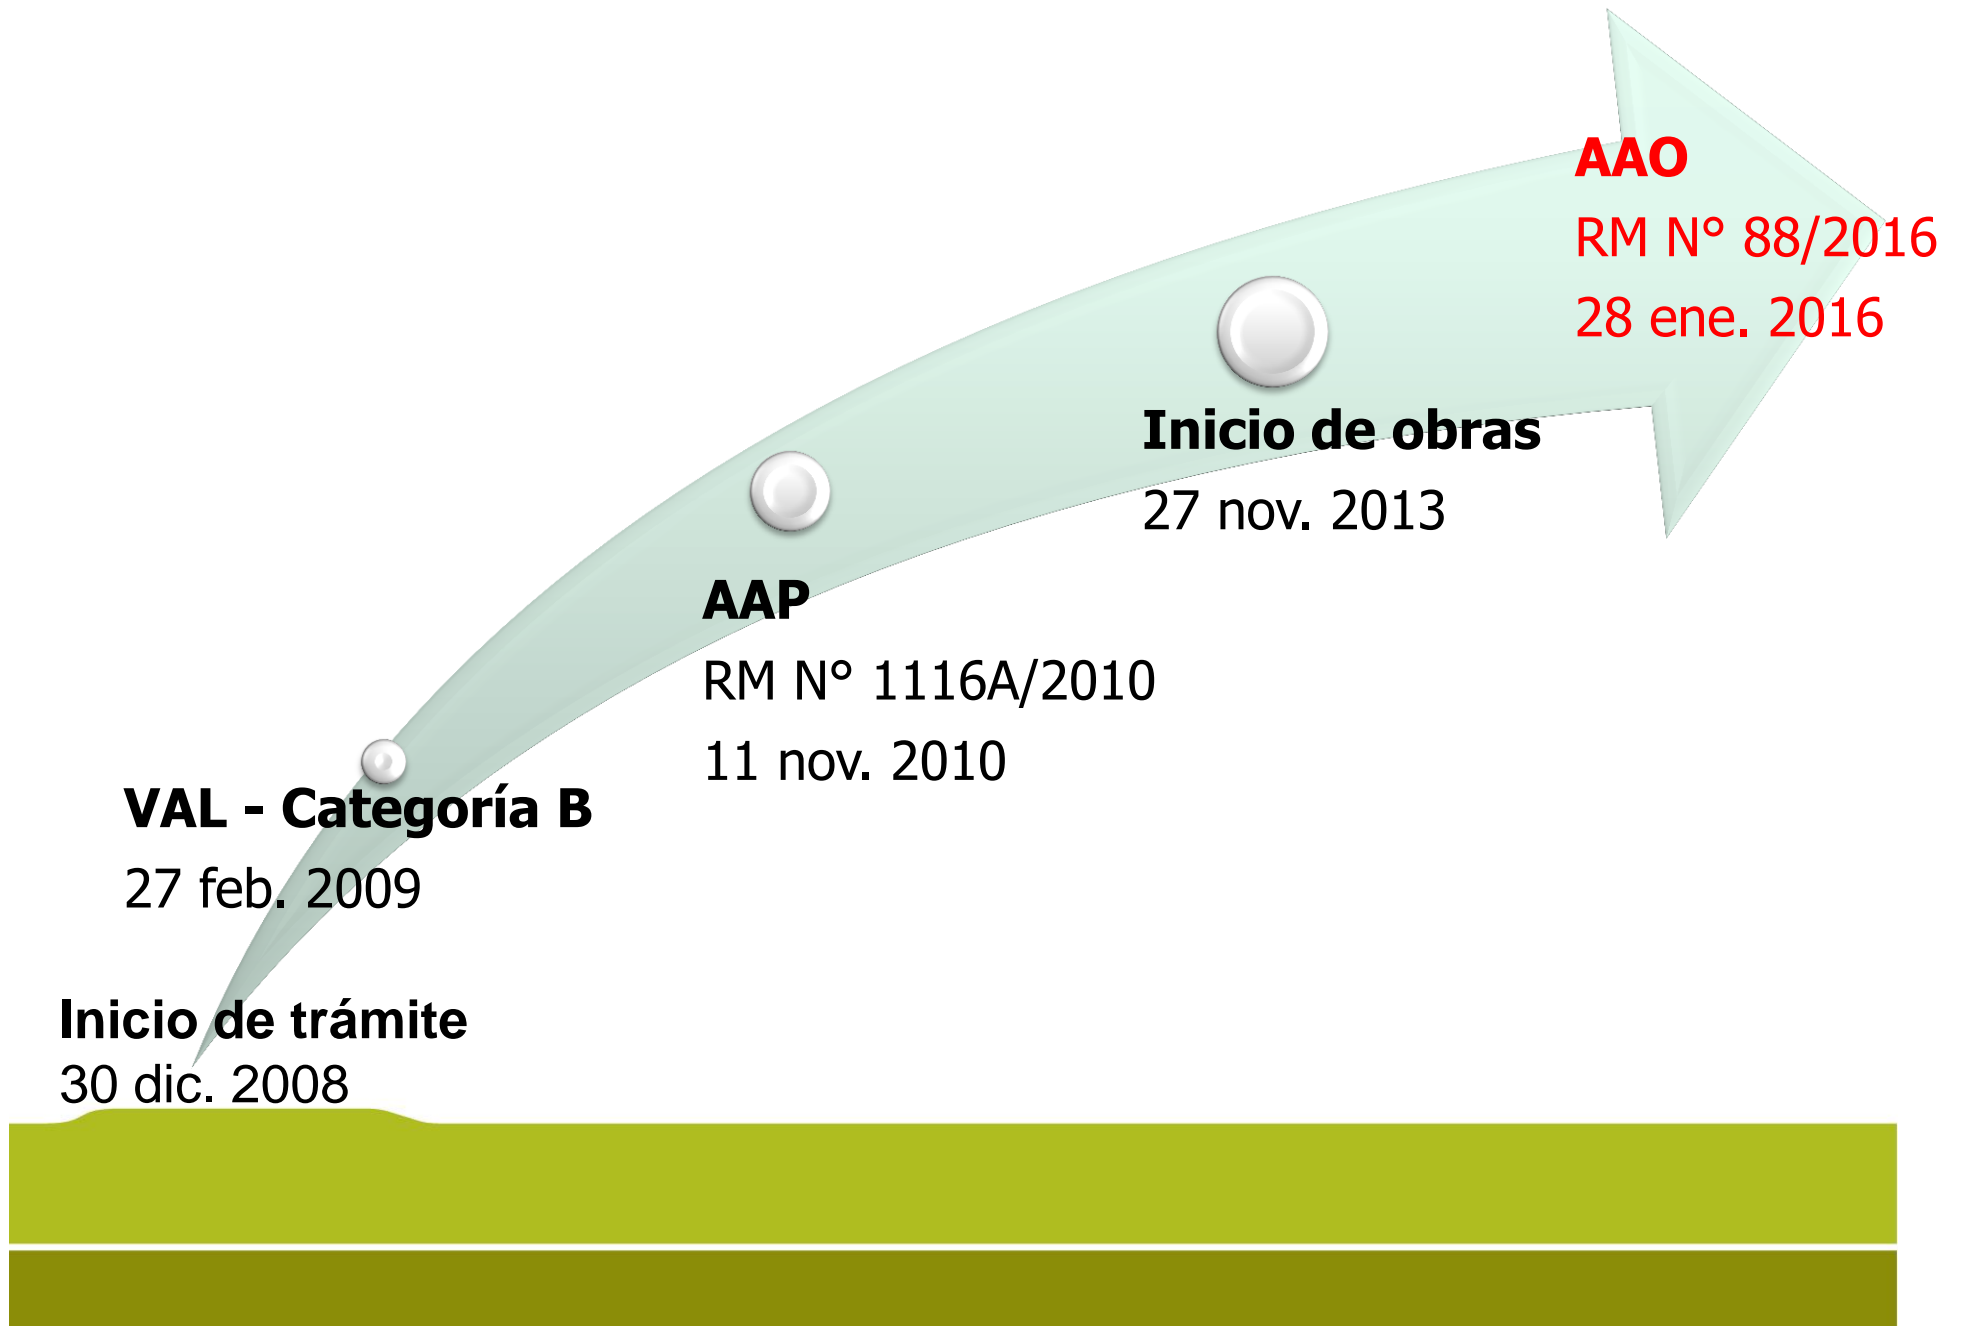 AAO
RM N° 88/2016
28 ene. 2016
Inicio de obras
27 nov. 2013
AAP
RM N° 1116A/2010
11 nov. 2010
VAL - Categoría B
27 feb. 2009
Inicio de trámite
30 dic. 2008